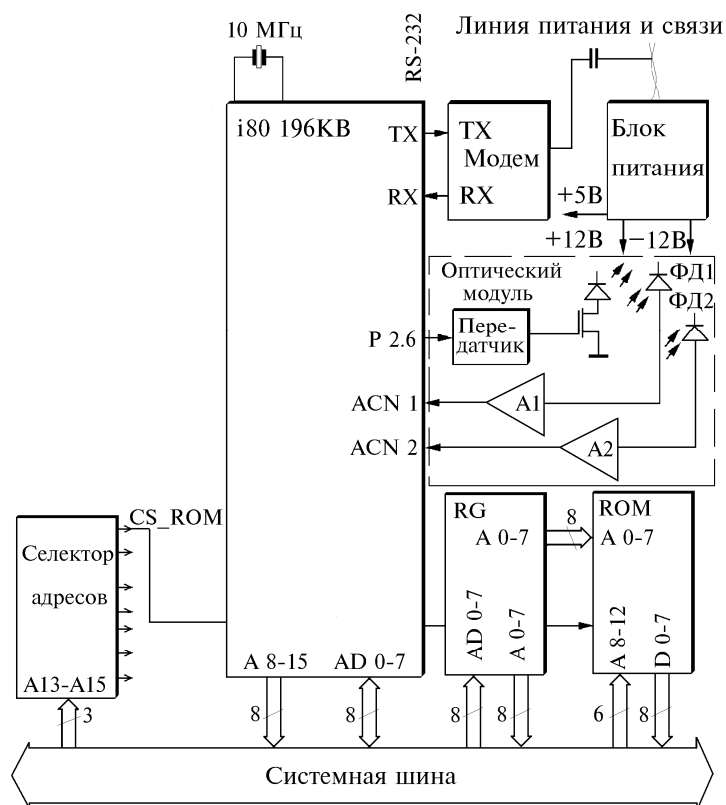 10 МГц
RS-232
Линия питания и связи
i80 196KB
TX
TX
Модем
RX
RX
Блок
питания
+5В
+12В
−12В
Оптический
модуль
ФД1
ФД2
P 2.6
Пере-
датчик
ACN 1
A1
ACN 2
A2
CS_ROM
Селектор
адресов
A13-A15
3
A 8-15
AD 0-7
8
8
RG
A 0-7
AD 0-7
A 0-7
8
8
8
ROM
A 0-7
A 8-12
D 0-7
6
8
Системная шина